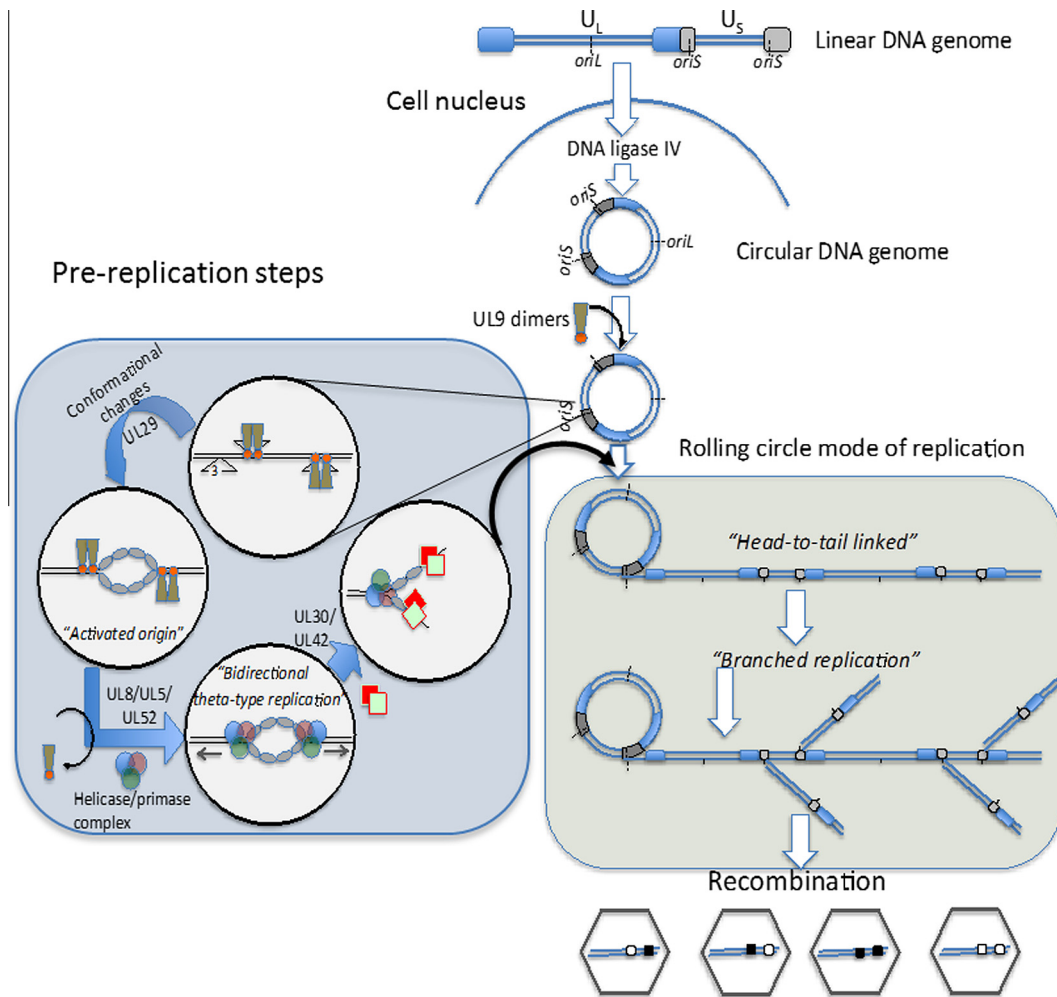 U_L
U_S
Linear DNA genome
oriL
oriS
oriS
Cell nucleus
DNA ligase IV
oriS
oriL
oriS
Circular DNA genome
Pre-replication steps
UL9 dimers
Conformational
changes
UL29
oriS
3
Rolling circle mode of replication
“Head-to-tail linked”
“Activated origin”
UL30/
UL42
“Branched replication”
“Bidirectional
theta-type replication”
UL8/UL5/
UL52
Helicase/primase
complex
Recombination